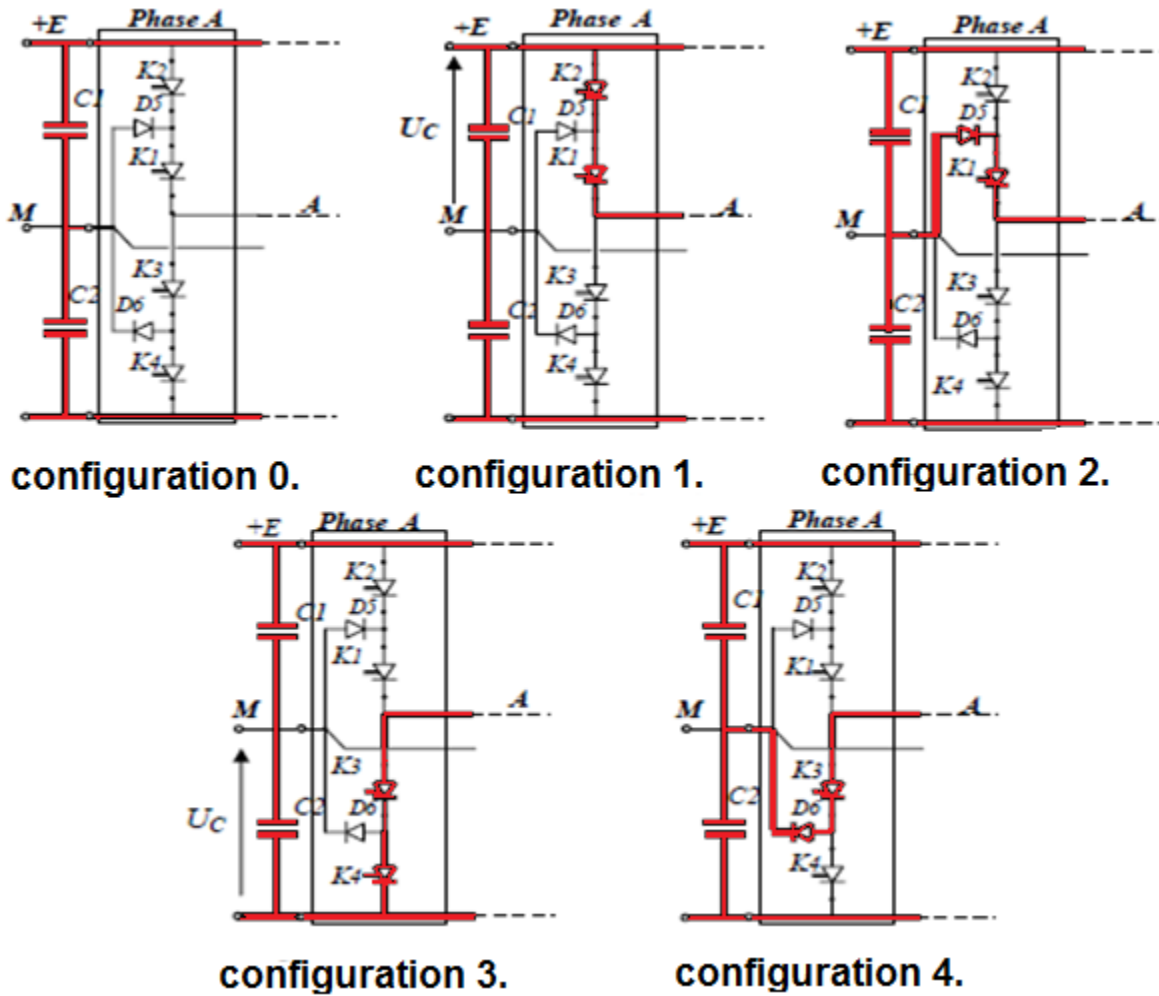 +E
Phase A
K2
C1
D5
K1
M
A
K3
C2
D6
K4
configuration 0.
+E
Phase A
K2
C1
D5
UC
K1
M
A
K3
C2
D6
K4
configuration 1.
+E
Phase A
K2
C1
D5
K1
M
A
K3
C2
D6
K4
configuration 2.
+E
Phase A
K2
C1
D5
K1
M
A
K3
C2
D6
UC
K4
configuration 3.
+E
Phase A
K2
C1
D5
K1
M
A
K3
C2
D6
K4
configuration 4.